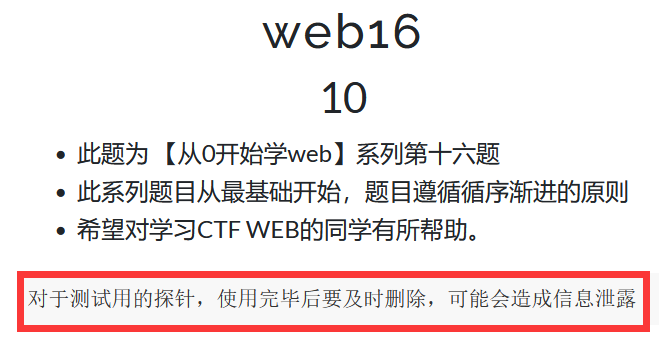 web16
10
此题为 【从0开始学web】系列第十六题
此系列题目从最基础开始，题目遵循循序渐进的原则
希望对学习CTF WEB的同学有所帮助。
对于测试用的探针，使用完毕后要及时删除，可能会造成信息泄露